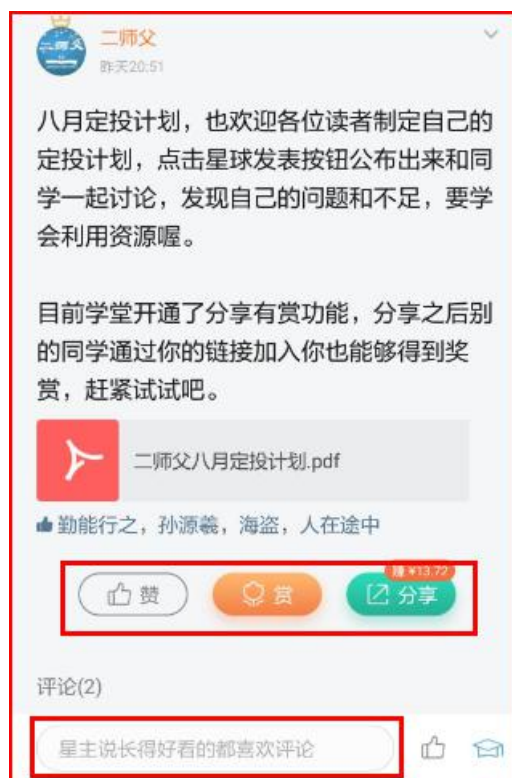 二师父
二师父
昨天20:51
八月定投计划，也欢迎各位读者制定自己的
定投计划，点击星球发表按钮公布出来和同
学一起讨论，发现自己的问题和不足，要学
会利用资源喔。
目前学堂开通了分享有赏功能，分享之后别
的同学通过你的链接加入你也能够得到奖
赏，赶紧试试吧。
二师父八月定投计划.pdf
勤能行之，孙源羲，海盗，人在途中
赚 ¥13.72
赞
赏
分享
评论(2)
星主说长得好看的都喜欢评论